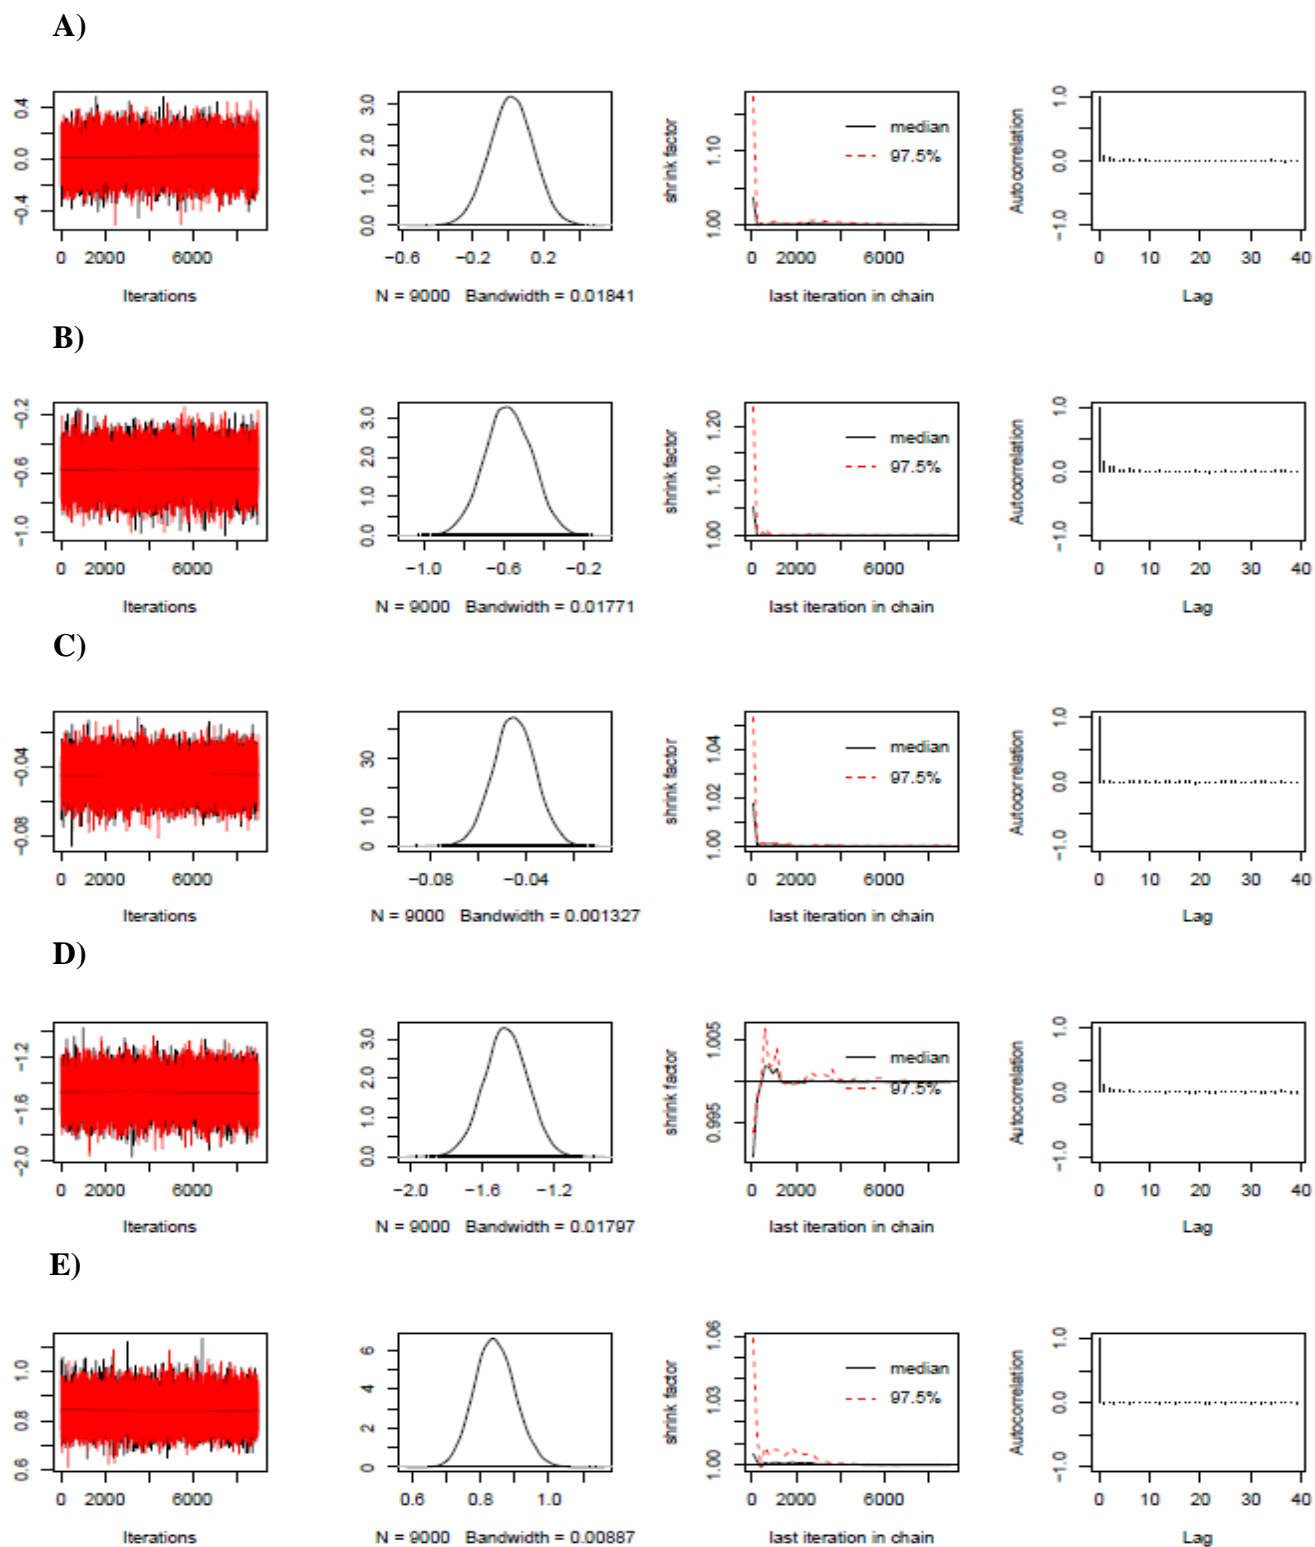 A)
0.4
0.0
−0.4
0 2000 6000
Iterations
3.0
2.0
1.0
0.0
−0.6 −0.2 0.2
N = 9000 Bandwidth = 0.01841
shrink factor
1.10
1.00
median
97.5%
0 2000 6000
last iteration in chain
Autocorrelation
1.0
0.0
−1.0
0 10 20 30 40
Lag
B)
−0.2
−0.6
−1.0
0 2000 6000
Iterations
3.0
2.0
1.0
0.0
−1.0 −0.6 −0.2
N = 9000 Bandwidth = 0.01771
shrink factor
1.20
1.10
1.00
median
97.5%
0 2000 6000
last iteration in chain
Autocorrelation
1.0
0.0
−1.0
0 10 20 30 40
Lag
C)
−0.04
−0.08
0 2000 6000
Iterations
30
10
0
−0.08 −0.04
N = 9000 Bandwidth = 0.001327
shrink factor
1.04
1.02
1.00
median
97.5%
0 2000 6000
last iteration in chain
Autocorrelation
1.0
0.0
−1.0
0 10 20 30 40
Lag
D)
−1.2
−1.6
−2.0
0 2000 6000
Iterations
3.0
2.0
1.0
0.0
−2.0 −1.6 −1.2
N = 9000 Bandwidth = 0.01797
shrink factor
1.005
0.995
median
97.5%
0 2000 6000
last iteration in chain
Autocorrelation
1.0
0.0
−1.0
0 10 20 30 40
Lag
E)
1.0
0.8
0.6
0 2000 6000
Iterations
6
4
2
0
0.6 0.8 1.0
N = 9000 Bandwidth = 0.00887
shrink factor
1.06
1.03
1.00
median
97.5%
0 2000 6000
last iteration in chain
Autocorrelation
1.0
0.0
−1.0
0 10 20 30 40
Lag